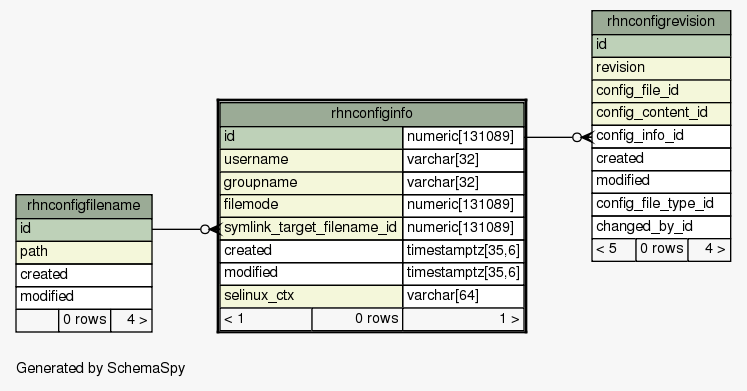 rhnconfigrevision
id
revision
config_file_id
config_content_id
config_info_id
created
modified
config_file_type_id
changed_by_id
< 5 0 rows 4 >
rhnconfiginfo
id numeric[131089]
username varchar[32]
groupname varchar[32]
filemode numeric[131089]
symlink_target_filename_id numeric[131089]
created timestamptz[35,6]
modified timestamptz[35,6]
selinux_ctx varchar[64]
< 1 0 rows 1 >
rhnconfigfilename
id
path
created
modified
0 rows 4 >
Generated by SchemaSpy